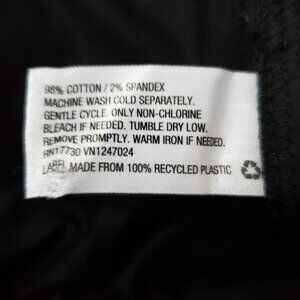 98% COTTON / 2% SPANDEX
MACHINE WASH COLD SEPARATELY.
GENTLE CYCLE. ONLY NON-CHLORINE
BLEACH IF NEEDED. TUMBLE DRY LOW.
REMOVE PROMPTLY. WARM IRON IF NEEDED.
RN17730 VN1247024
LABEL MADE FROM 100% RECYCLED PLASTIC